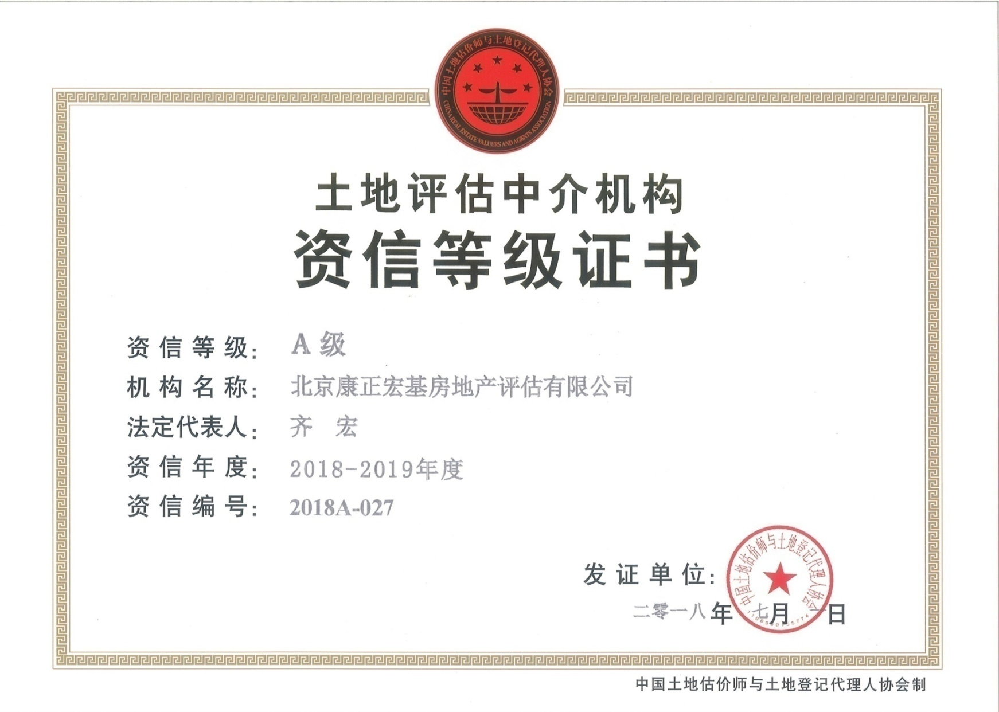 中国土地估价师与土地登记代理人协会
CHINA REAL ESTATE VALUERS AND AGENTS ASSOCIATION
土地评估中介机构
资信等级证书
资信等级: A级
机构名称: 北京康正宏基房地产评估有限公司
法定代表人: 齐 宏
资信年度: 2018-2019年度
资信编号: 2018A-027
发证单位:
中国土地估价师与土地登记代理人协会
二零一八年七月一日
中国土地估价师与土地登记代理人协会制